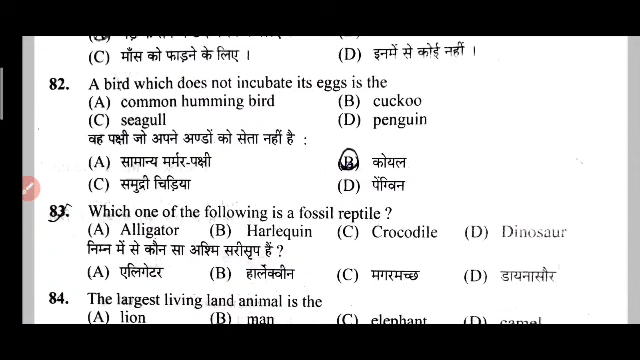 (C) माँस को फाड़ने के लिए । (D) इनमें से कोई नहीं ।
82. A bird which does not incubate its eggs is the
(A) common humming bird (B) cuckoo
(C) seagull (D) penguin
वह पक्षी जो अपने अण्डों को सेता नहीं है :
(A) सामान्य मर्मर-पक्षी (B) कोयल
(C) समुद्री चिड़िया (D) पेंग्विन
83. Which one of the following is a fossil reptile ?
(A) Alligator (B) Harlequin (C) Crocodile (D) Dinosaur
निम्न में से कौन सा अश्मि सरीसृप हैं ?
(A) एलिगेटर (B) हार्लेक्वीन (C) मगरमच्छ (D) डायनासौर
84. The largest living land animal is the
(A) lion (B) man (C) elephant (D) camel